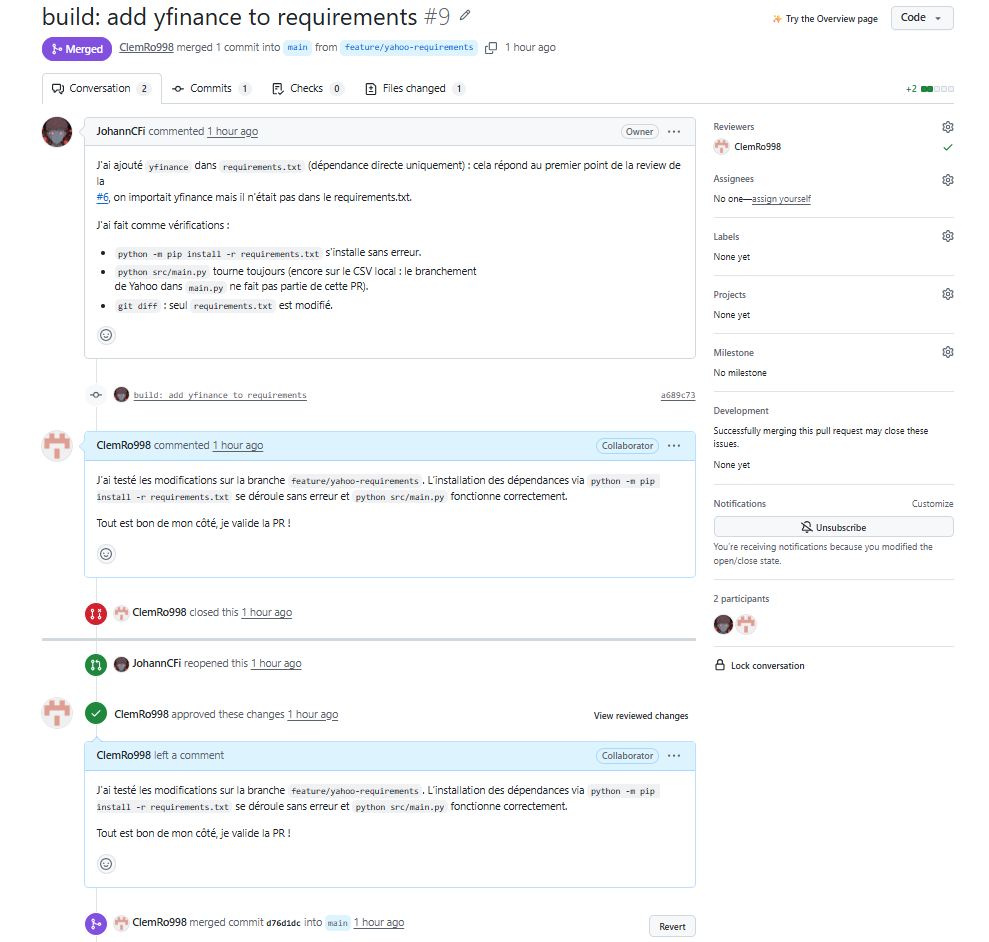 build: add yfinance to requirements #9
Try the Overview page
Code
Merged
ClemRo998 merged 1 commit into main from feature/yahoo-requirements 1 hour ago
Conversation 2
Commits 1
Checks 0
Files changed 1
+2
JohannCFi commented 1 hour ago
Owner
J'ai ajouté yfinance dans requirements.txt (dépendance directe uniquement) : cela répond au premier point de la review de
la
#6, on importait yfinance mais il n'était pas dans le requirements.txt.
J'ai fait comme vérifications :
python -m pip install -r requirements.txt s'installe sans erreur.
python src/main.py tourne toujours (encore sur le CSV local : le branchement
de Yahoo dans main.py ne fait pas partie de cette PR).
git diff : seul requirements.txt est modifié.
build: add yfinance to requirements
a689c73
ClemRo998 commented 1 hour ago
Collaborator
J'ai testé les modifications sur la branche feature/yahoo-requirements. L'installation des dépendances via python -m pip
install -r requirements.txt se déroule sans erreur et python src/main.py fonctionne correctement.
Tout est bon de mon côté, je valide la PR !
ClemRo998 closed this 1 hour ago
JohannCFi reopened this 1 hour ago
ClemRo998 approved these changes 1 hour ago
View reviewed changes
ClemRo998 left a comment
Collaborator
J'ai testé les modifications sur la branche feature/yahoo-requirements. L'installation des dépendances via python -m pip
install -r requirements.txt se déroule sans erreur et python src/main.py fonctionne correctement.
Tout est bon de mon côté, je valide la PR !
ClemRo998 merged commit d76d1dc into main 1 hour ago
Revert
Reviewers
ClemRo998
Assignees
No one—assign yourself
Labels
None yet
Projects
None yet
Milestone
No milestone
Development
Successfully merging this pull request may close these
issues.
None yet
Notifications
Customize
Unsubscribe
You're receiving notifications because you modified the
open/close state.
2 participants
Lock conversation